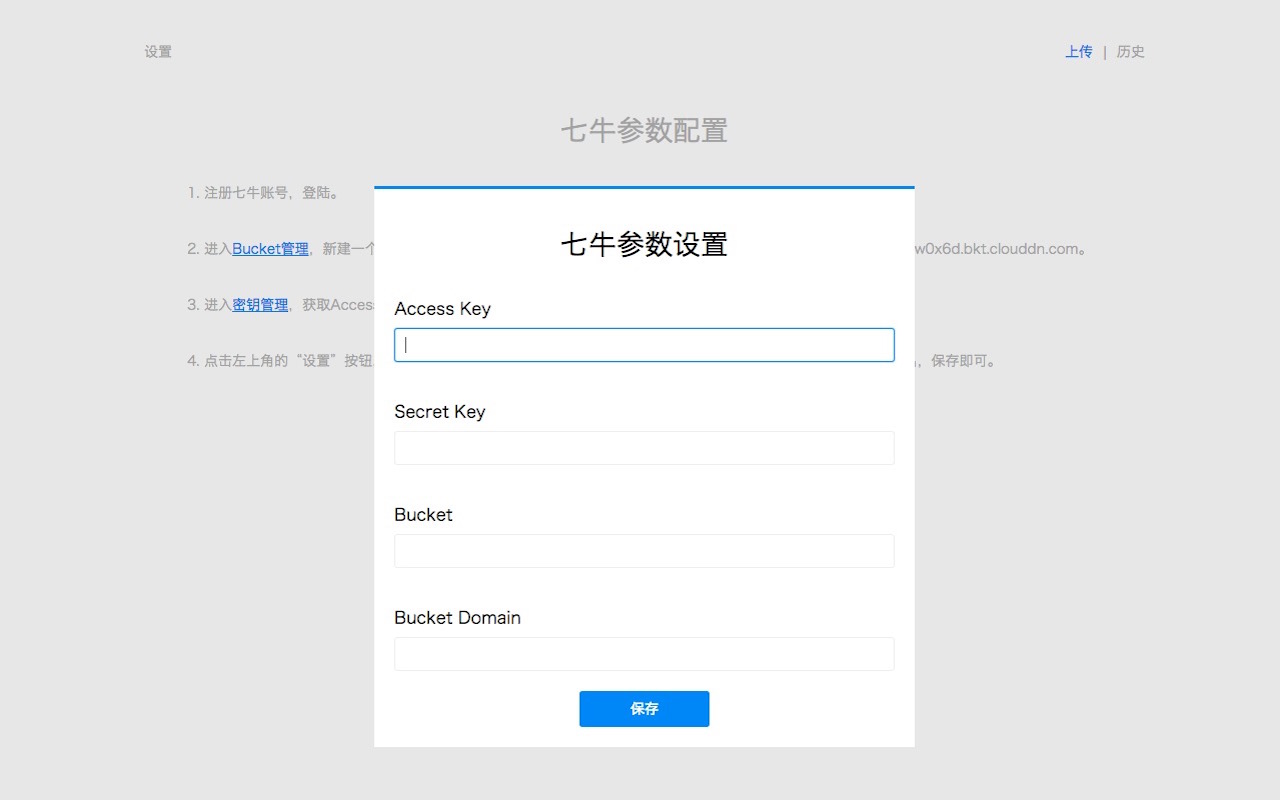 设置
上传 | 历史
七牛参数配置
1. 注册七牛账号，登陆。
2. 进入Bucket管理，新建一个
w0x6d.bkt.clouddn.com。
3. 进入密钥管理，获取Access
4. 点击左上角的“设置”按钮
，保存即可。
七牛参数设置
Access Key
Secret Key
Bucket
Bucket Domain
保存